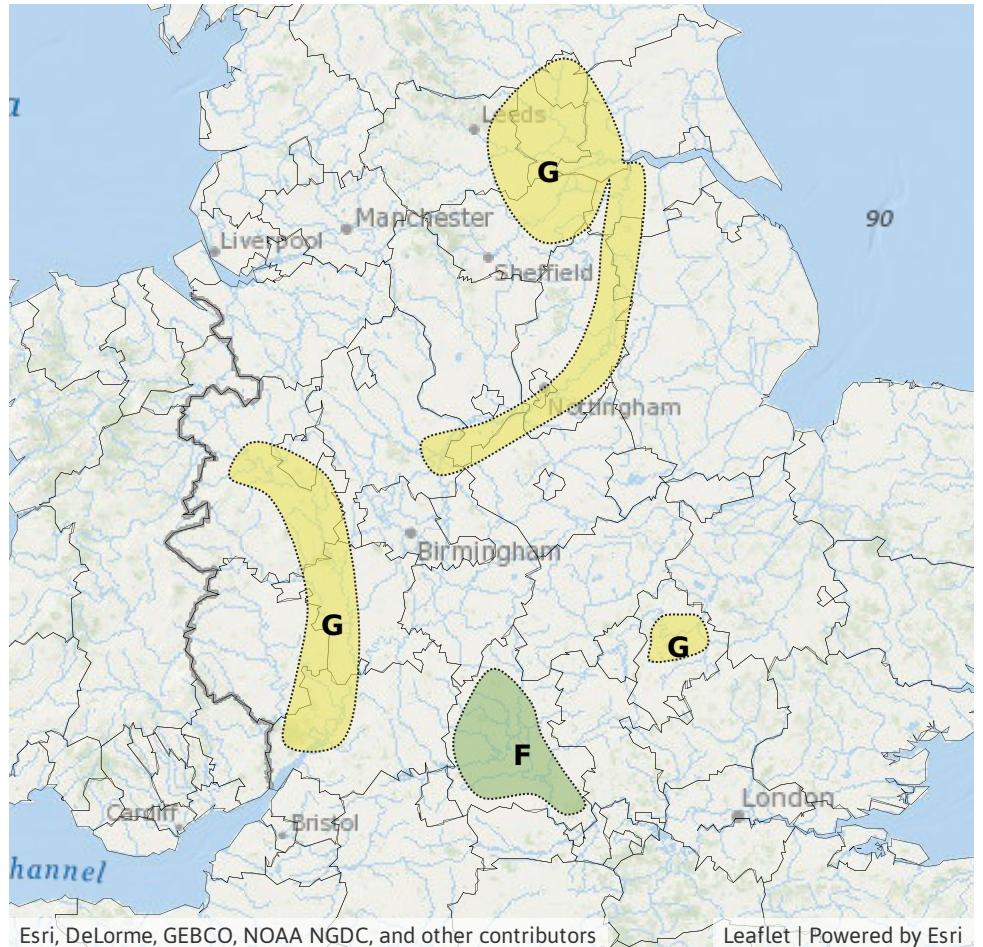 a
Leeds
G
Manchester
90
Liverpool
Sheffield
Nottingham
Birmingham
G
G
F
London
Cardiff
Bristol
hannel
Esri, DeLorme, GEBCO, NOAA NGDC, and other contributors
Leaflet | Powered by Esri